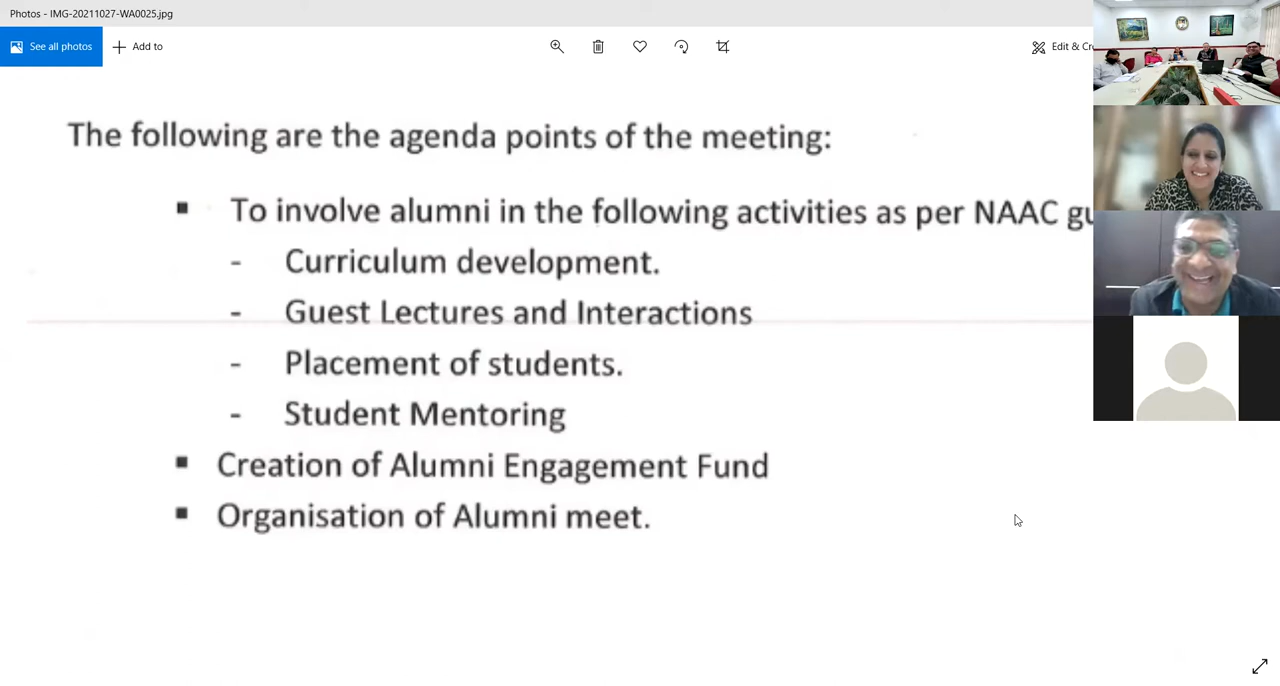 Photos - IMG-20211027-WA0025.jpg
See all photos
Add to
Edit &
The following are the agenda points of the meeting:
To involve alumni in the following activities as per NAAC
- Curriculum development.
- Guest Lectures and Interactions
- Placement of students.
- Student Mentoring
Creation of Alumni Engagement Fund
Organisation of Alumni meet.